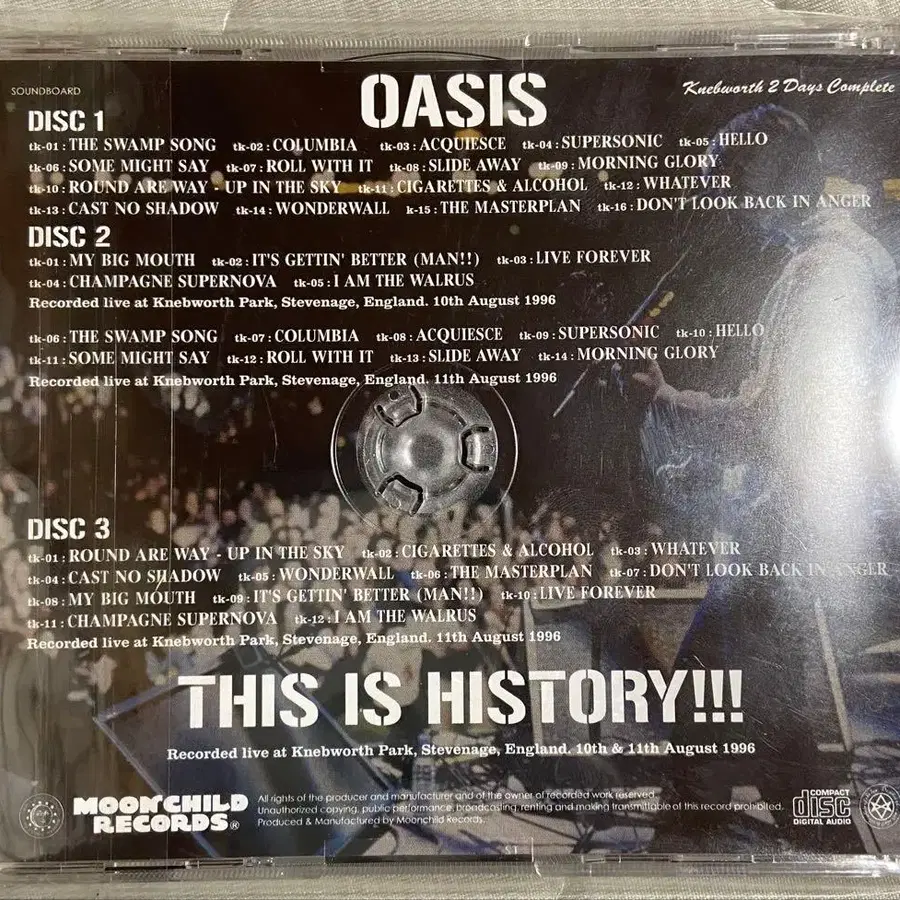 SOUNDBOARD
OASIS
Knebworth 2 Days Complete
DISC 1
tk-01 : THE SWAMP SONG tk-02 : COLUMBIA tk-03 : ACQUIESCE tk-04 : SUPERSONIC tk-05 : HELLO
tk-06 : SOME MIGHT SAY tk-07 : ROLL WITH IT tk-08 : SLIDE AWAY tk-09 : MORNING GLORY
tk-10 : ROUND ARE WAY - UP IN THE SKY tk-11 : CIGARETTES & ALCOHOL tk-12 : WHATEVER
tk-13 : CAST NO SHADOW tk-14 : WONDERWALL k-15 : THE MASTERPLAN tk-16 : DON'T LOOK BACK IN ANGER
DISC 2
tk-01 : MY BIG MOUTH tk-02 : IT'S GETTIN' BETTER (MAN!!) tk-03 : LIVE FOREVER
tk-04 : CHAMPAGNE SUPERNOVA tk-05 : I AM THE WALRUS
Recorded live at Knebworth Park, Stevenage, England. 10th August 1996
tk-06 : THE SWAMP SONG tk-07 : COLUMBIA tk-08 : ACQUIESCE tk-09 : SUPERSONIC tk-10 : HELLO
tk-11 : SOME MIGHT SAY tk-12 : ROLL WITH IT tk-13 : SLIDE AWAY tk-14 : MORNING GLORY
Recorded live at Knebworth Park, Stevenage, England. 11th August 1996
DISC 3
tk-01 : ROUND ARE WAY - UP IN THE SKY tk-02 : CIGARETTES & ALCOHOL tk-03 : WHATEVER
tk-04 : CAST NO SHADOW tk-05 : WONDERWALL tk-06 : THE MASTERPLAN tk-07 : DON'T LOOK BACK IN ANGER
tk-08 : MY BIG MOUTH tk-09 : IT'S GETTIN' BETTER (MAN!!) tk-10 : LIVE FOREVER
tk-11 : CHAMPAGNE SUPERNOVA tk-12 : I AM THE WALRUS
Recorded live at Knebworth Park, Stevenage, England. 11th August 1996
THIS IS HISTORY!!!
Recorded live at Knebworth Park, Stevenage, England. 10th & 11th August 1996
MOON CHILD
RECORDS®
All rights of the producer and manufacturer and of the owner of recorded work reserved.
Unauthorized copying, public performance, broadcasting, renting and making transmittable of this record prohibited.
Produced & Manufactured by Moonchild Records.
COMPACT
disc
DIGITAL AUDIO